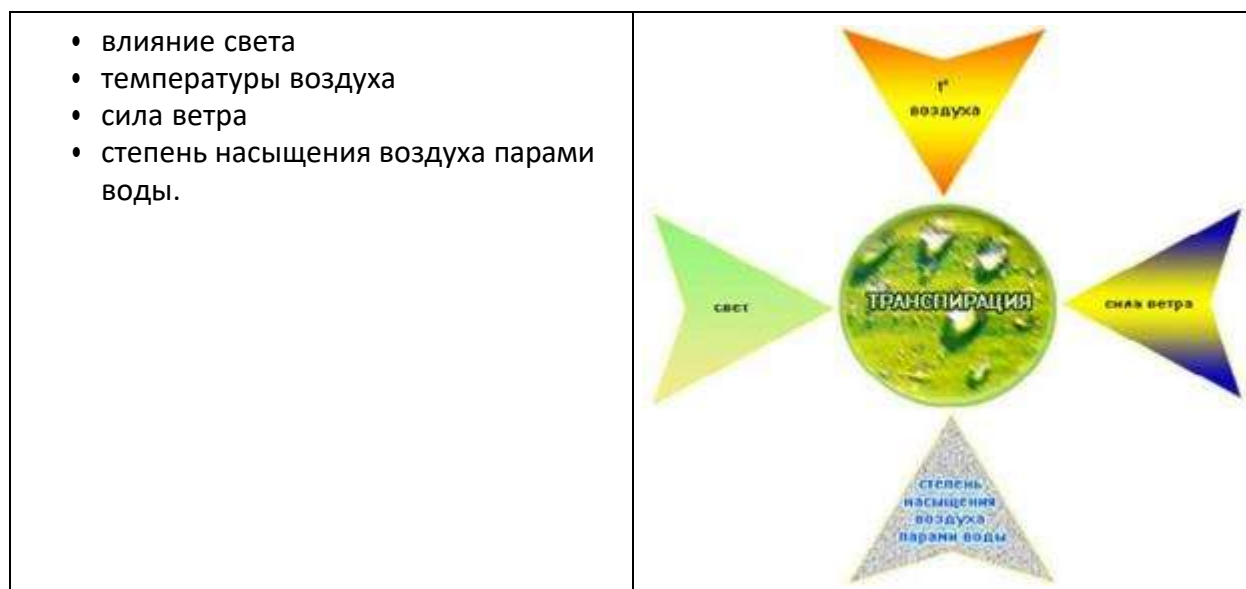 • влияние света
• температуры воздуха
• сила ветра
• степень насыщения воздуха парами
воды.
t°
воздуха
свет
ТРАНСПИРАЦИЯ
сила ветра
степень
насыщения
воздуха
парами воды